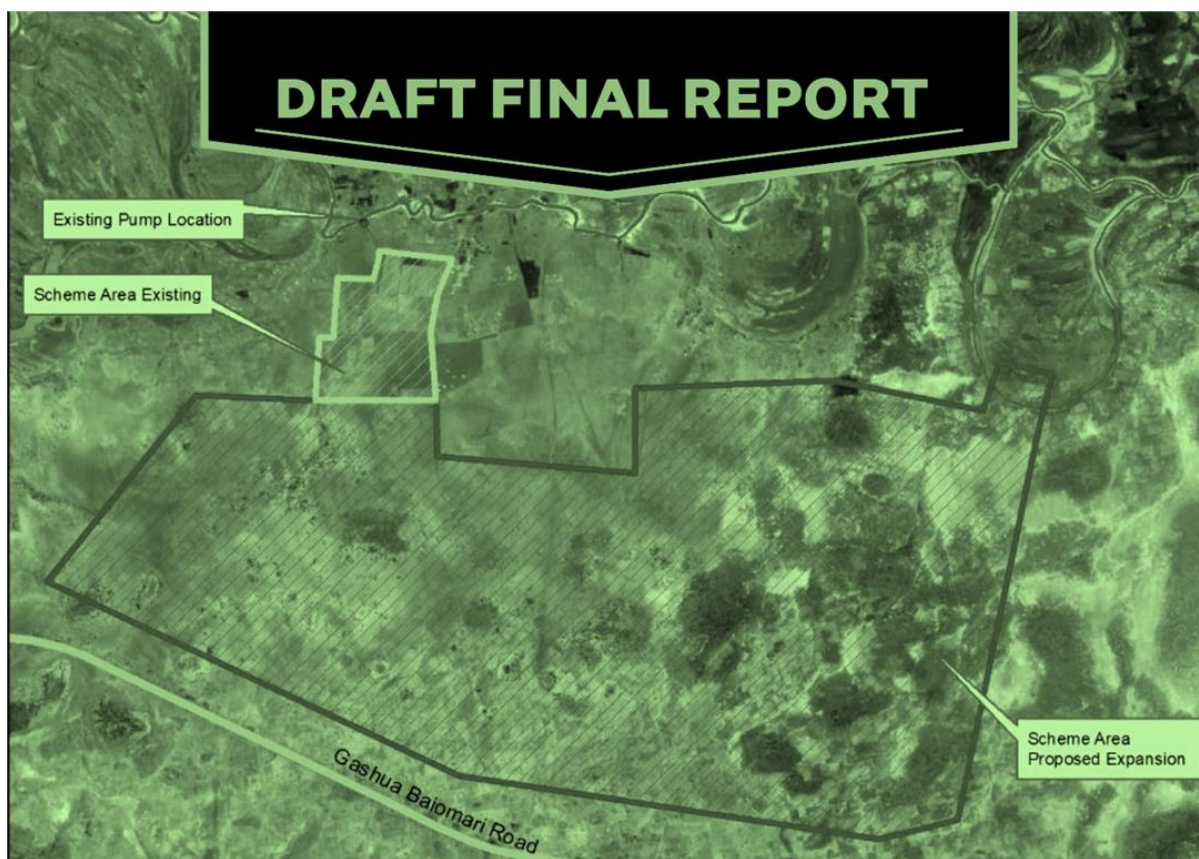 DRAFT FINAL REPORT
Existing Pump Location
Scheme Area Existing
Scheme Area
Proposed Expansion
Gashua Baiomari Road